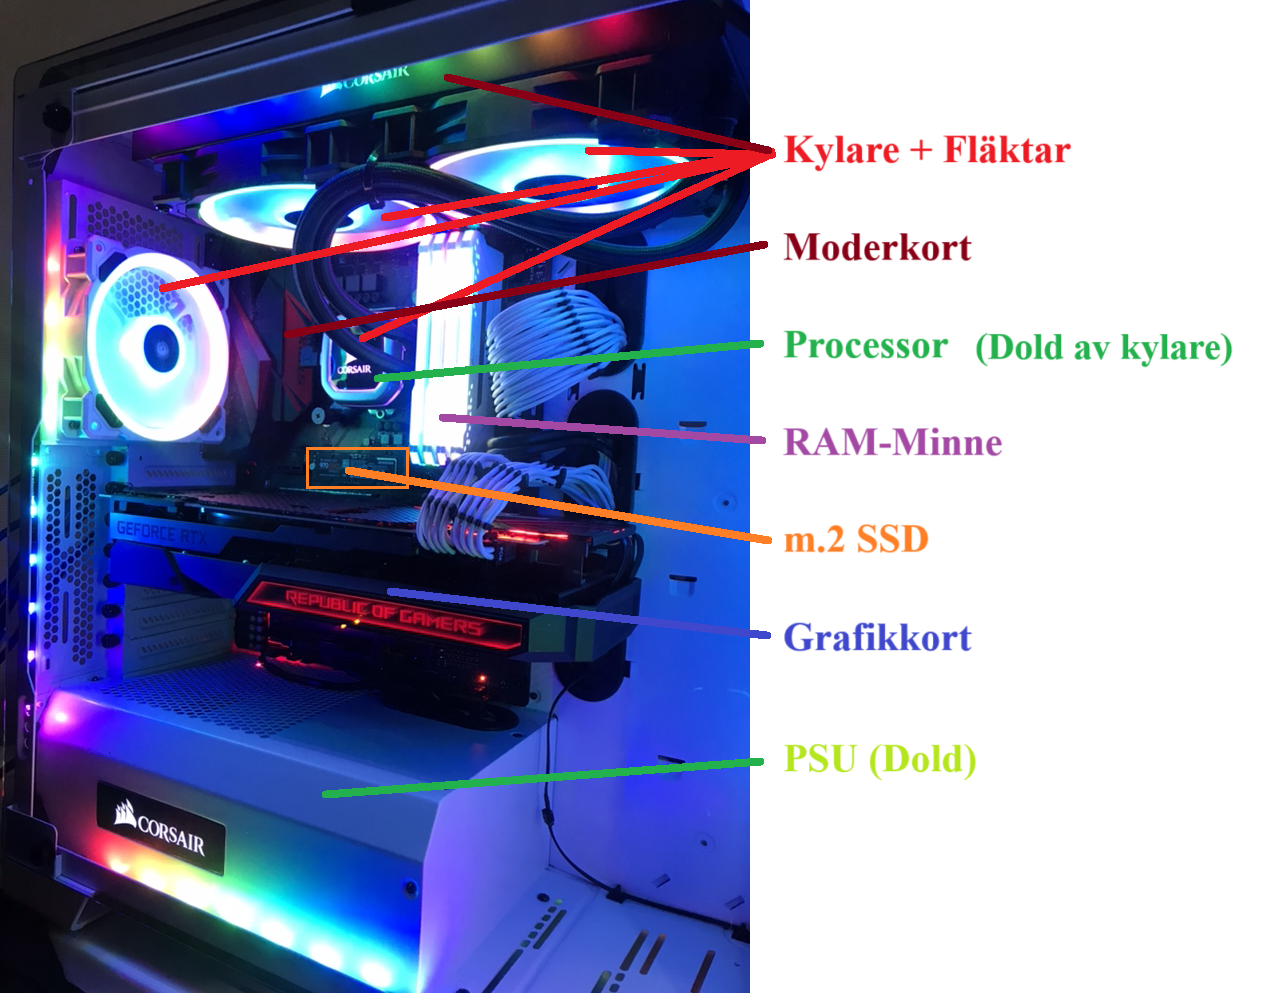 CORSAIR
Kylare + Fläktar
Moderkort
Processor (Dold av kylare)
CORSAIR
RAM-Minne
970
m.2 SSD
GEFORCE RTX
REPUBLIC OF GAMERS
Grafikkort
PSU (Dold)
CORSAIR